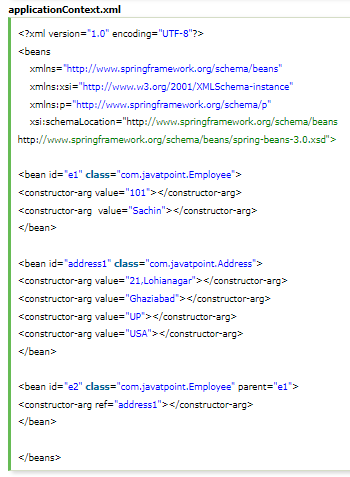 applicationContext.xml
<?xml version="1.0" encoding="UTF-8"?>
<beans
xmlns="http://www.springframework.org/schema/beans"
xmlns:xsi="http://www.w3.org/2001/XMLSchema-instance"
xmlns:p="http://www.springframework.org/schema/p"
xsi:schemaLocation="http://www.springframework.org/schema/beans
http://www.springframework.org/schema/beans/spring-beans-3.0.xsd">
<bean id="e1" class="com.javatpoint.Employee">
<constructor-arg value="101"></constructor-arg>
<constructor-arg  value="Sachin"></constructor-arg>
</bean>
<bean id="address1" class="com.javatpoint.Address">
<constructor-arg value="21,Lohianagar"></constructor-arg>
<constructor-arg value="Ghaziabad"></constructor-arg>
<constructor-arg value="UP"></constructor-arg>
<constructor-arg value="USA"></constructor-arg>
</bean>
<bean id="e2" class="com.javatpoint.Employee" parent="e1">
<constructor-arg ref="address1"></constructor-arg>
</bean>
</beans>